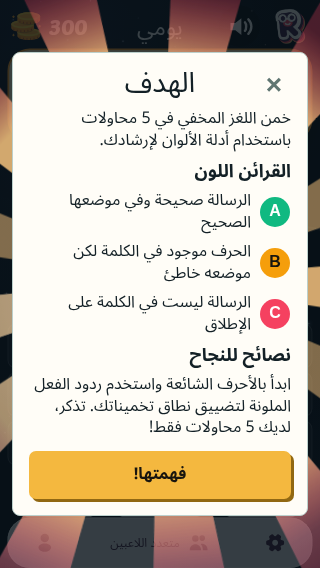 300
يومي
الهدف
×
خمن اللغز المخفي في 5 محاولات
باستخدام أدلة الألوان لإرشادك.
القرائن اللون
A
الرسالة صحيحة وفي موضعها
الصحيح
B
الحرف موجود في الكلمة لكن
موضعه خاطئ
C
الرسالة ليست في الكلمة على
الإطلاق
نصائح للنجاح
ابدأ بالأحرف الشائعة واستخدم ردود الفعل
الملونة لتضييق نطاق تخميناتك. تذكر،
لديك 5 محاولات فقط!
فهمتها!
متعدد اللاعبين